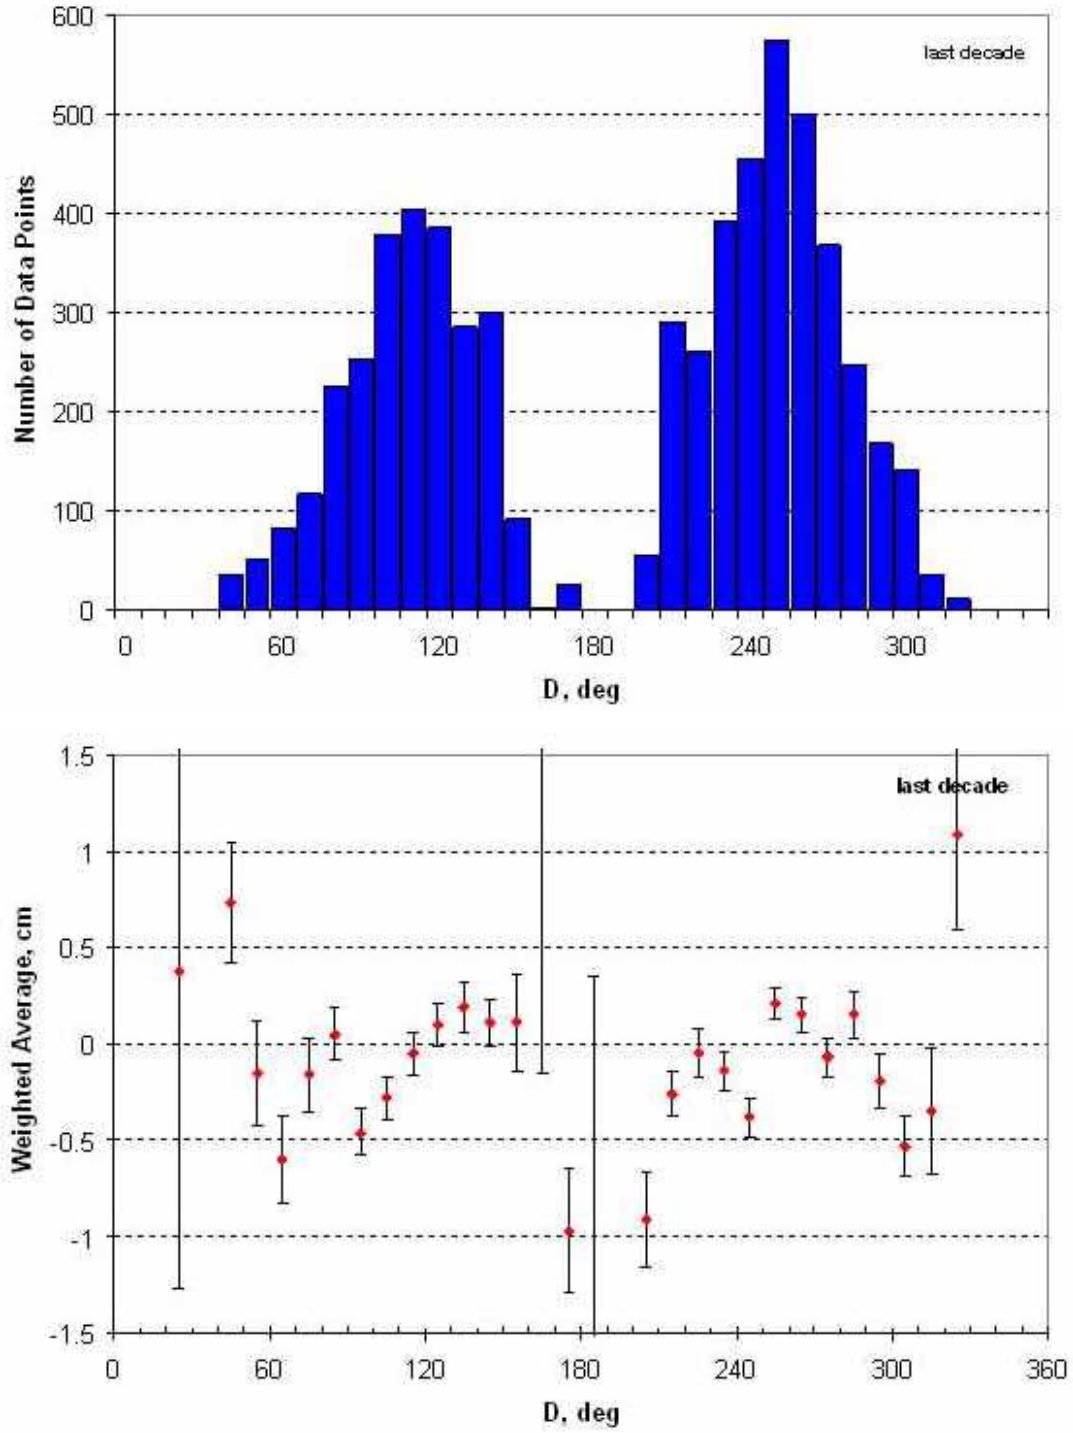 600
last decade
500
400
300
200
100
0
Number of Data Points
0 60 120 180 240 300
D, deg
1.5
last decade
1
0.5
0
-0.5
-1
-1.5
Weighted Average, cm
0 60 120 180 240 300 360
D, deg